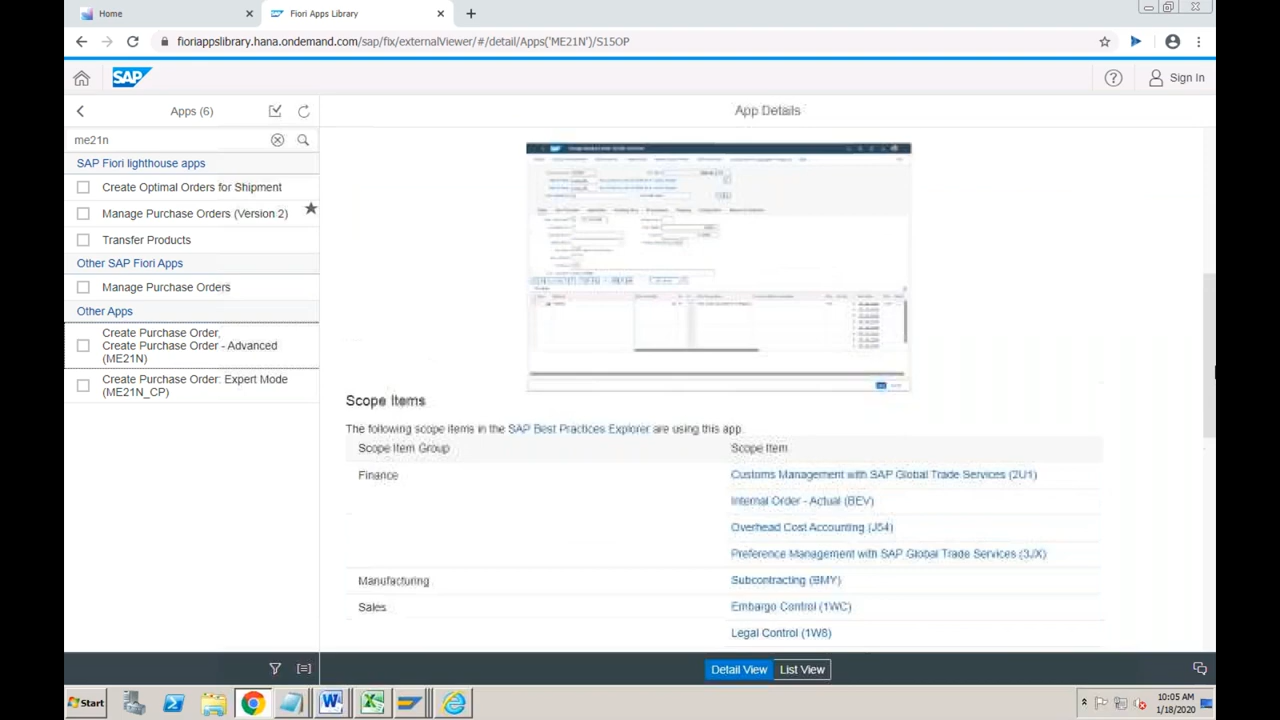 Home
Fiori Apps Library
fioriappslibrary.hana.ondemand.com/sap/fix/externalViewer/#/detail/Apps('ME21N')/S15OP
SAP
Sign In
Apps (6)
App Details
me21n
SAP Fiori lighthouse apps
Create Optimal Orders for Shipment
Manage Purchase Orders (Version 2)
Transfer Products
Other SAP Fiori Apps
Manage Purchase Orders
Other Apps
Create Purchase Order,
Create Purchase Order - Advanced
(ME21N)
Create Purchase Order: Expert Mode
(ME21N_CP)
Scope Items
The following scope items in the SAP Best Practices Explorer are using this app.
Scope Item Group
Scope Item
Finance
Customs Management with SAP Global Trade Services (2U1)
Internal Order - Actual (BEV)
Overhead Cost Accounting (J54)
Preference Management with SAP Global Trade Services (3JX)
Manufacturing
Subcontracting (BMY)
Sales
Embargo Control (1WC)
Legal Control (1W8)
Detail View
List View
Start
10:05 AM
1/18/2020